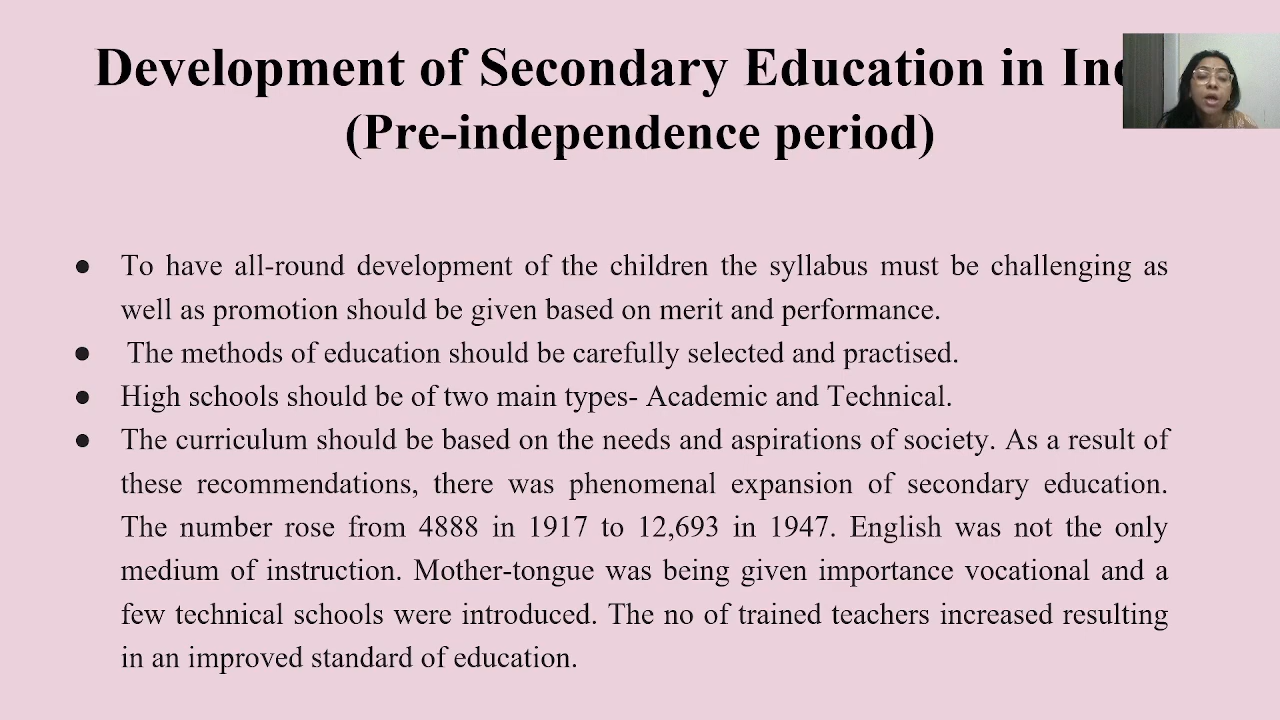 Development of Secondary Education in Ind
(Pre-independence period)
● To have all-round development of the children the syllabus must be challenging as
well as promotion should be given based on merit and performance.
● The methods of education should be carefully selected and practised.
● High schools should be of two main types- Academic and Technical.
● The curriculum should be based on the needs and aspirations of society. As a result of
these recommendations, there was phenomenal expansion of secondary education.
The number rose from 4888 in 1917 to 12,693 in 1947. English was not the only
medium of instruction. Mother-tongue was being given importance vocational and a
few technical schools were introduced. The no of trained teachers increased resulting
in an improved standard of education.